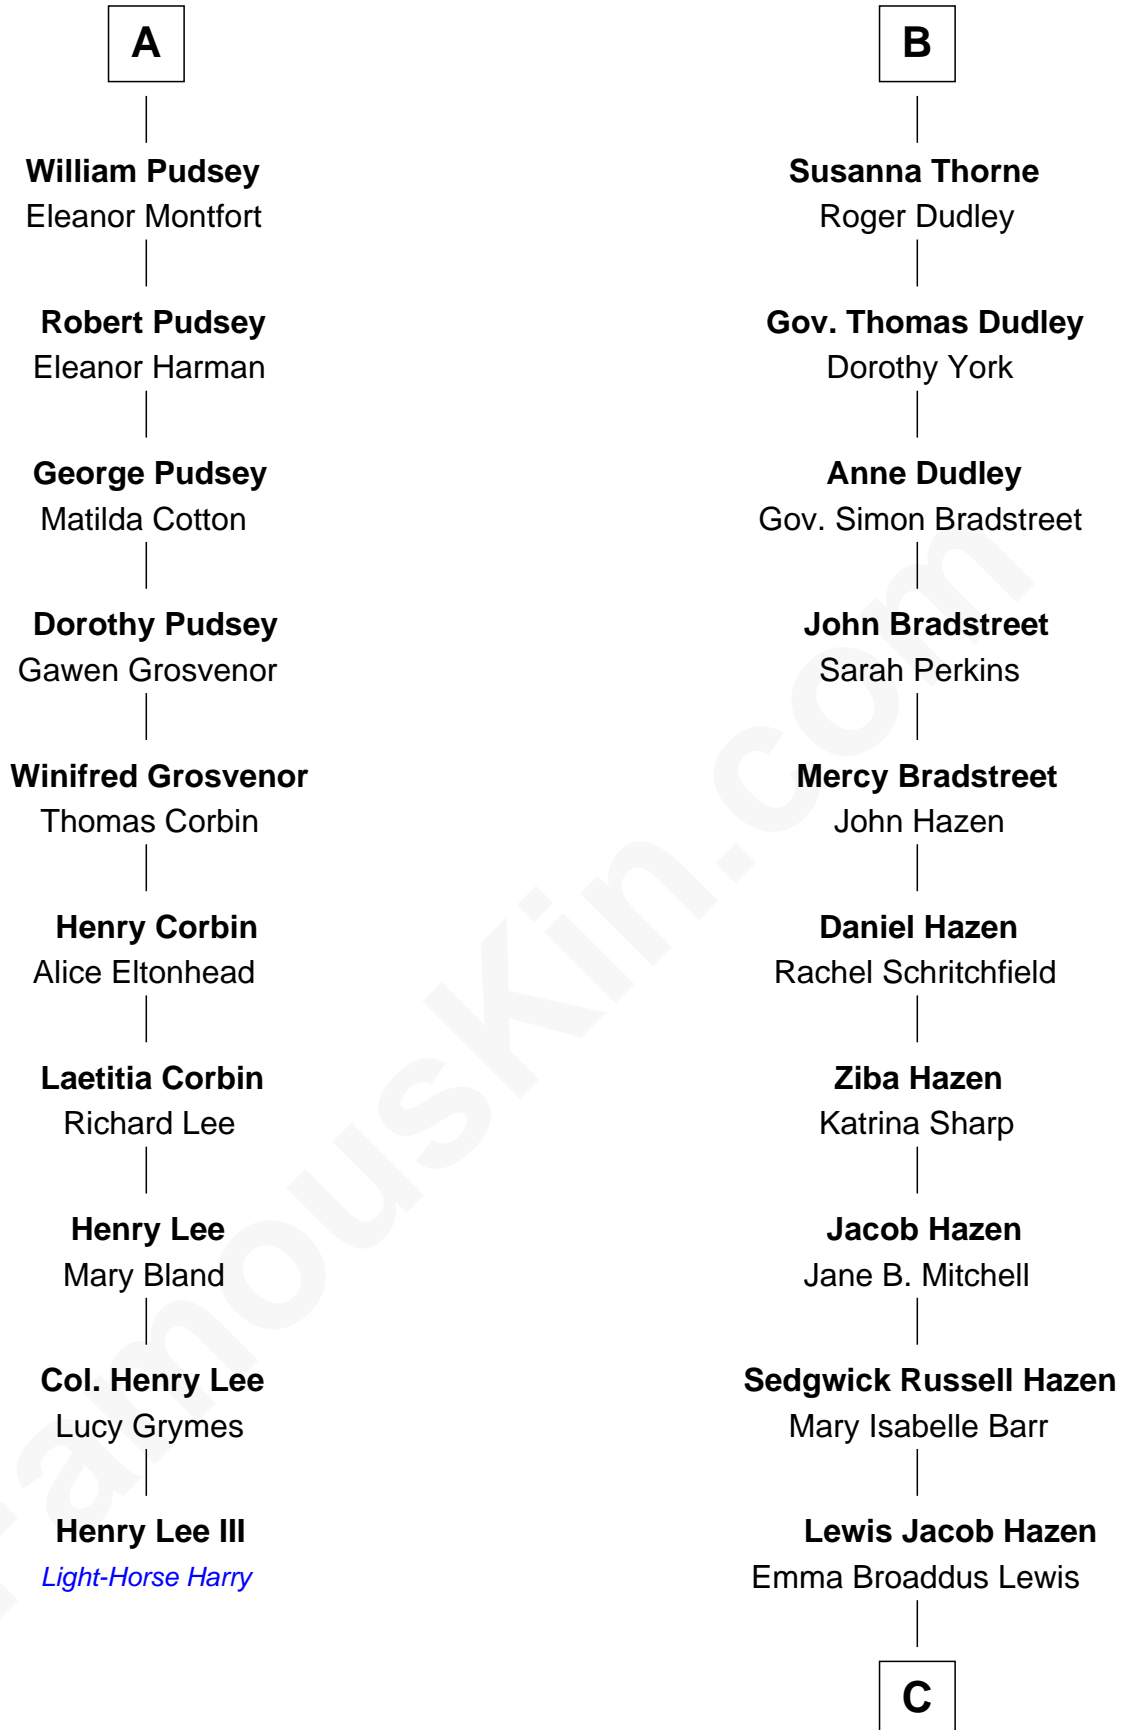 A
William Pudsey
Eleanor Montfort
Robert Pudsey
Eleanor Harman
George Pudsey
Matilda Cotton
Dorothy Pudsey
Gawen Grosvenor
Winifred Grosvenor
Thomas Corbin
Henry Corbin
Alice Eltonhead
Laetitia Corbin
Richard Lee
Henry Lee
Mary Bland
Col. Henry Lee
Lucy Grymes
Henry Lee III
Light-Horse Harry
B
Susanna Thorne
Roger Dudley
Gov. Thomas Dudley
Dorothy York
Anne Dudley
Gov. Simon Bradstreet
John Bradstreet
Sarah Perkins
Mercy Bradstreet
John Hazen
Daniel Hazen
Rachel Schritchfield
Ziba Hazen
Katrina Sharp
Jacob Hazen
Jane B. Mitchell
Sedgwick Russell Hazen
Mary Isabelle Barr
Lewis Jacob Hazen
Emma Broaddus Lewis
C
FamousKin.com